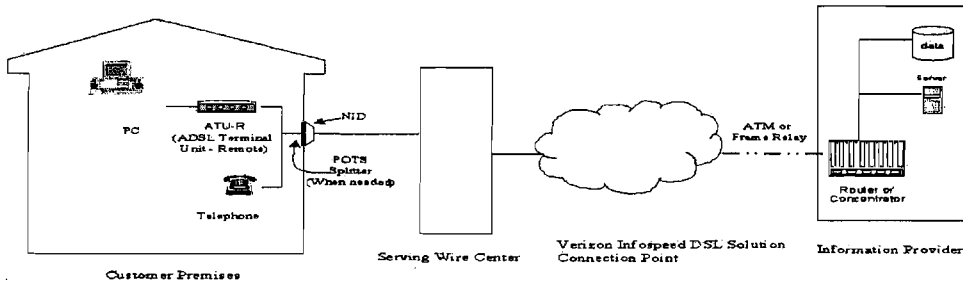 PC
ATU-R
(ADSL Terminal
Unit - Remote)
Telephone
NID
POTS
Splitter
(When needed)
Customer Premises
Serving Wire Center
Verizon Infospeed DSL Solution
Connection Point
ATM or
Frame Relay
data
Server
Router or
Concentrator
Information Provider